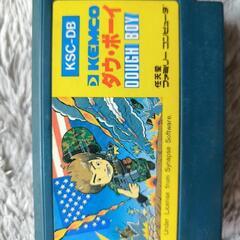 KSC-DB
KEMCO
ダウ・ボーイ
DOUGH BOY
任天堂
ファミリー コンピュータ
Under License from Synapse Software.